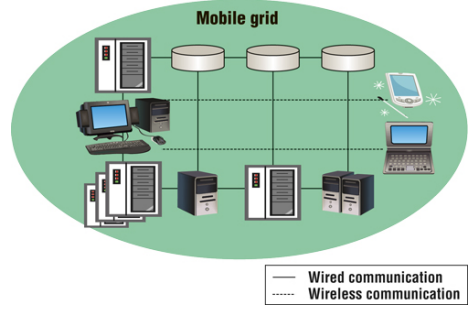 Mobile grid
Wired communication
Wireless communication